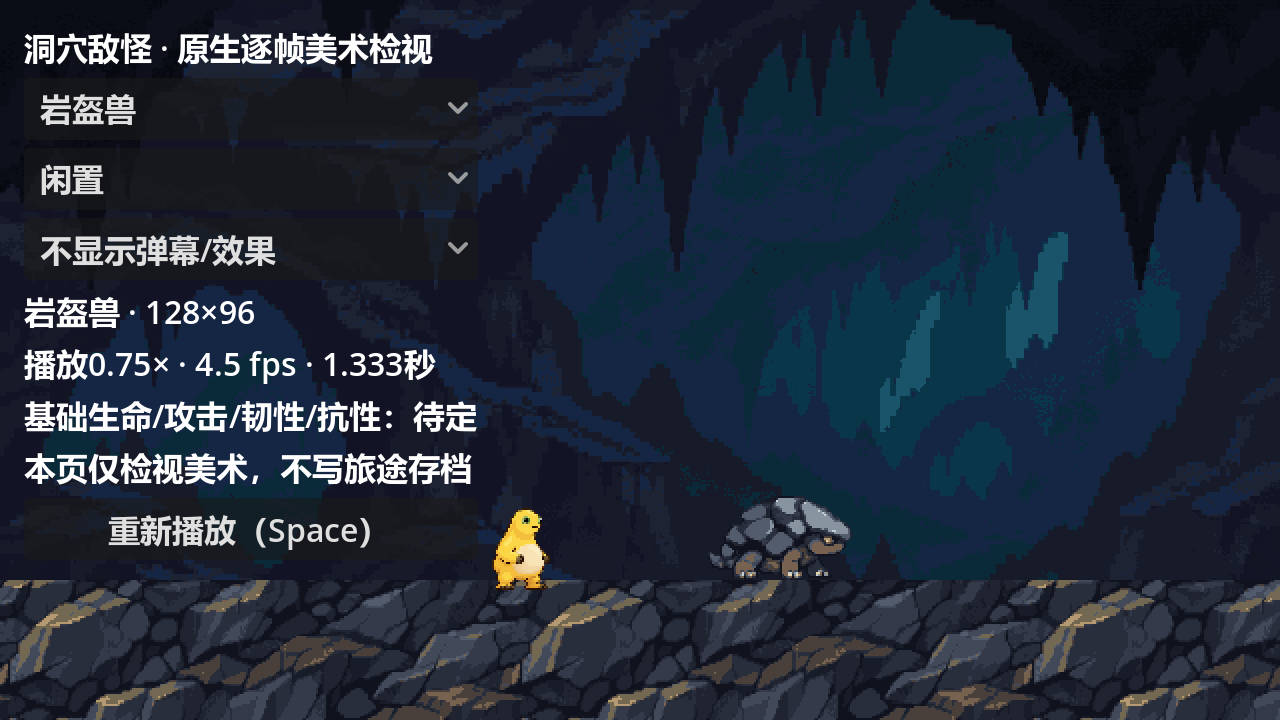 洞穴敌怪 · 原生逐帧美术检视
岩盔兽
闲置
不显示弹幕/效果
岩盔兽 · 128×96
播放0.75× · 4.5 fps · 1.333秒
基础生命/攻击/韧性/抗性：待定
本页仅检视美术，不写旅途存档
重新播放（Space）